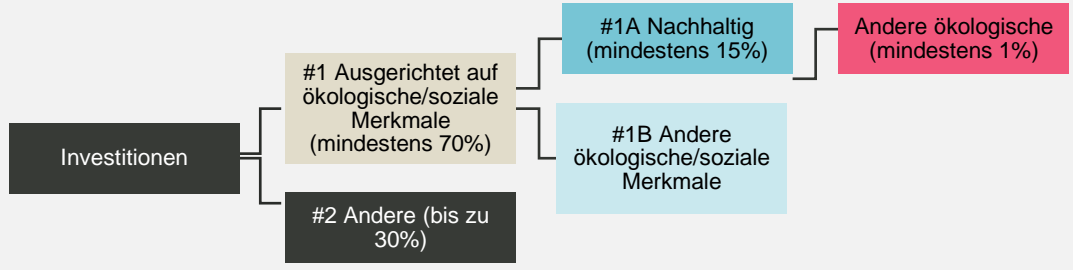 Investitionen
#1 Ausgerichtet auf
ökologische/soziale
Merkmale
(mindestens 70%)
#2 Andere (bis zu
30%)
#1A Nachhaltig
(mindestens 15%)
#1B Andere
ökologische/soziale
Merkmale
Andere ökologische
(mindestens 1%)